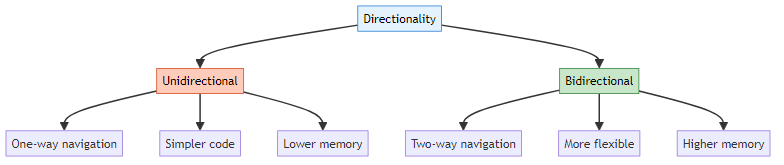 Directionality
Unidirectional
Bidirectional
One-way navigation
Simpler code
Lower memory
Two-way navigation
More flexible
Higher memory